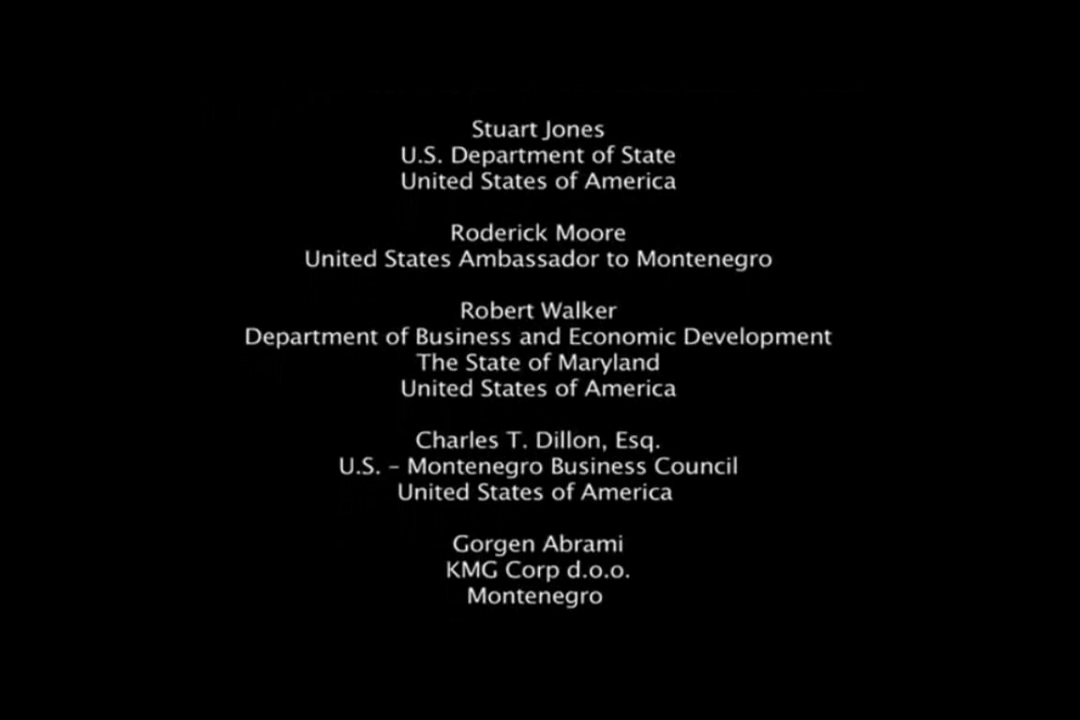 Stuart Jones
U.S. Department of State
United States of America
Roderick Moore
United States Ambassador to Montenegro
Robert Walker
Department of Business and Economic Development
The State of Maryland
United States of America
Charles T. Dillon, Esq.
U.S. – Montenegro Business Council
United States of America
Gorgen Abrami
KMG Corp d.o.o.
Montenegro